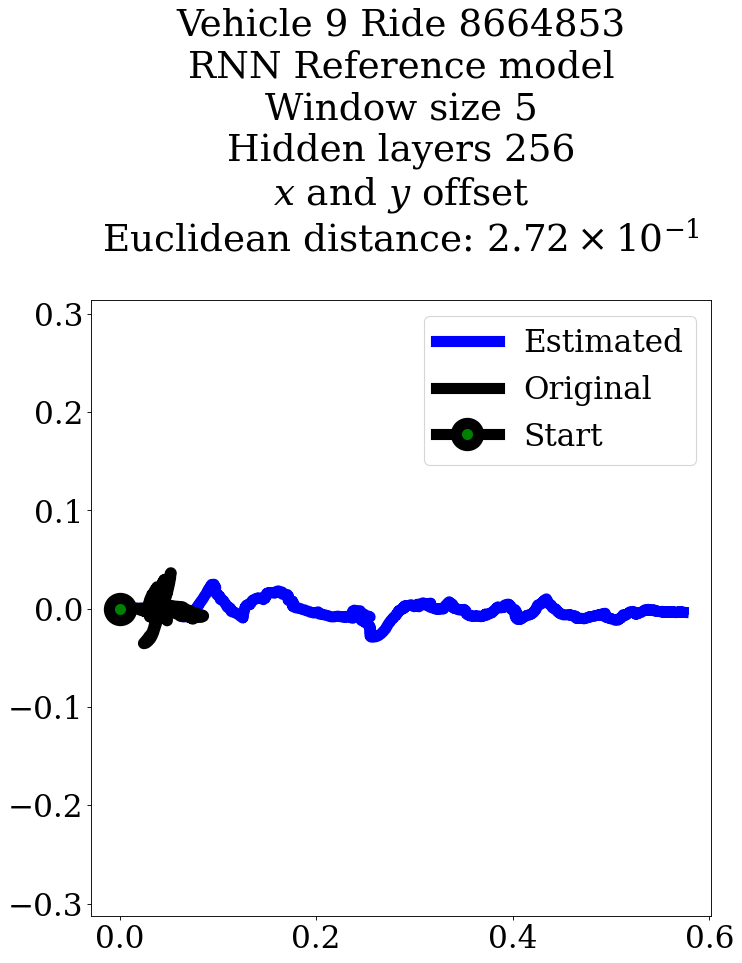 Vehicle 9 Ride 8664853
RNN Reference model
Window size 5
Hidden layers 256
x and y offset
Euclidean distance: 2.72 × 10⁻¹
Estimated
Original
Start
0.3
0.2
0.1
0.0
−0.1
−0.2
−0.3
0.0 0.2 0.4 0.6